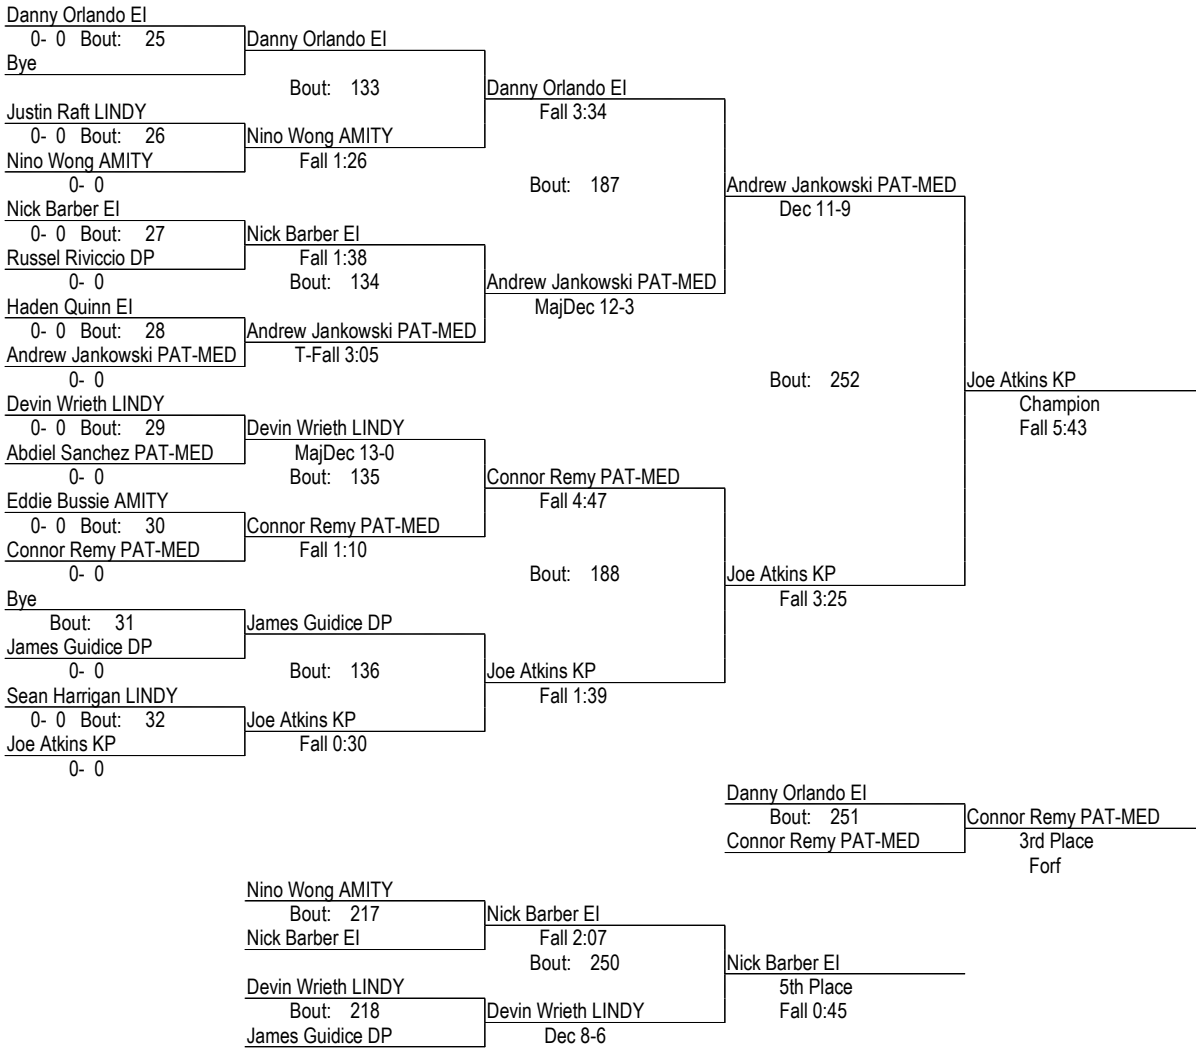 Danny Orlando EI
0- 0 Bout: 25 Danny Orlando EI
Bye
Bout: 133 Danny Orlando EI
Justin Raft LINDY Fall 3:34
0- 0 Bout: 26 Nino Wong AMITY
Nino Wong AMITY Fall 1:26
0- 0 Bout: 187 Andrew Jankowski PAT-MED
Nick Barber EI Dec 11-9
0- 0 Bout: 27 Nick Barber EI
Russel Riviccio DP Fall 1:38
0- 0 Bout: 134 Andrew Jankowski PAT-MED
Haden Quinn EI MajDec 12-3
0- 0 Bout: 28 Andrew Jankowski PAT-MED
Andrew Jankowski PAT-MED T-Fall 3:05
0- 0 Bout: 252 Joe Atkins KP
Devin Wrieth LINDY Champion
0- 0 Bout: 29 Devin Wrieth LINDY Fall 5:43
Abdiel Sanchez PAT-MED MajDec 13-0
0- 0 Bout: 135 Connor Remy PAT-MED
Eddie Bussie AMITY Fall 4:47
0- 0 Bout: 30 Connor Remy PAT-MED
Connor Remy PAT-MED Fall 1:10
0- 0 Bout: 188 Joe Atkins KP
Bye Fall 3:25
Bout: 31 James Guidice DP
James Guidice DP
0- 0 Bout: 136 Joe Atkins KP
Sean Harrigan LINDY Fall 1:39
0- 0 Bout: 32 Joe Atkins KP
Joe Atkins KP Fall 0:30
0- 0
Danny Orlando EI
Bout: 251 Connor Remy PAT-MED
Connor Remy PAT-MED 3rd Place
Forf
Nino Wong AMITY
Bout: 217 Nick Barber EI
Nick Barber EI Fall 2:07
Bout: 250 Nick Barber EI
Devin Wrieth LINDY 5th Place
Bout: 218 Devin Wrieth LINDY Fall 0:45
James Guidice DP Dec 8-6